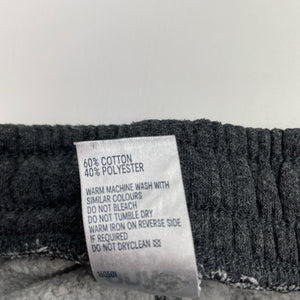 60% COTTON
40% POLYESTER
WARM MACHINE WASH WITH
SIMILAR COLOURS
DO NOT BLEACH
DO NOT TUMBLE DRY
WARM IRON ON REVERSE SIDE
IF REQUIRED
DO NOT DRYCLEAN